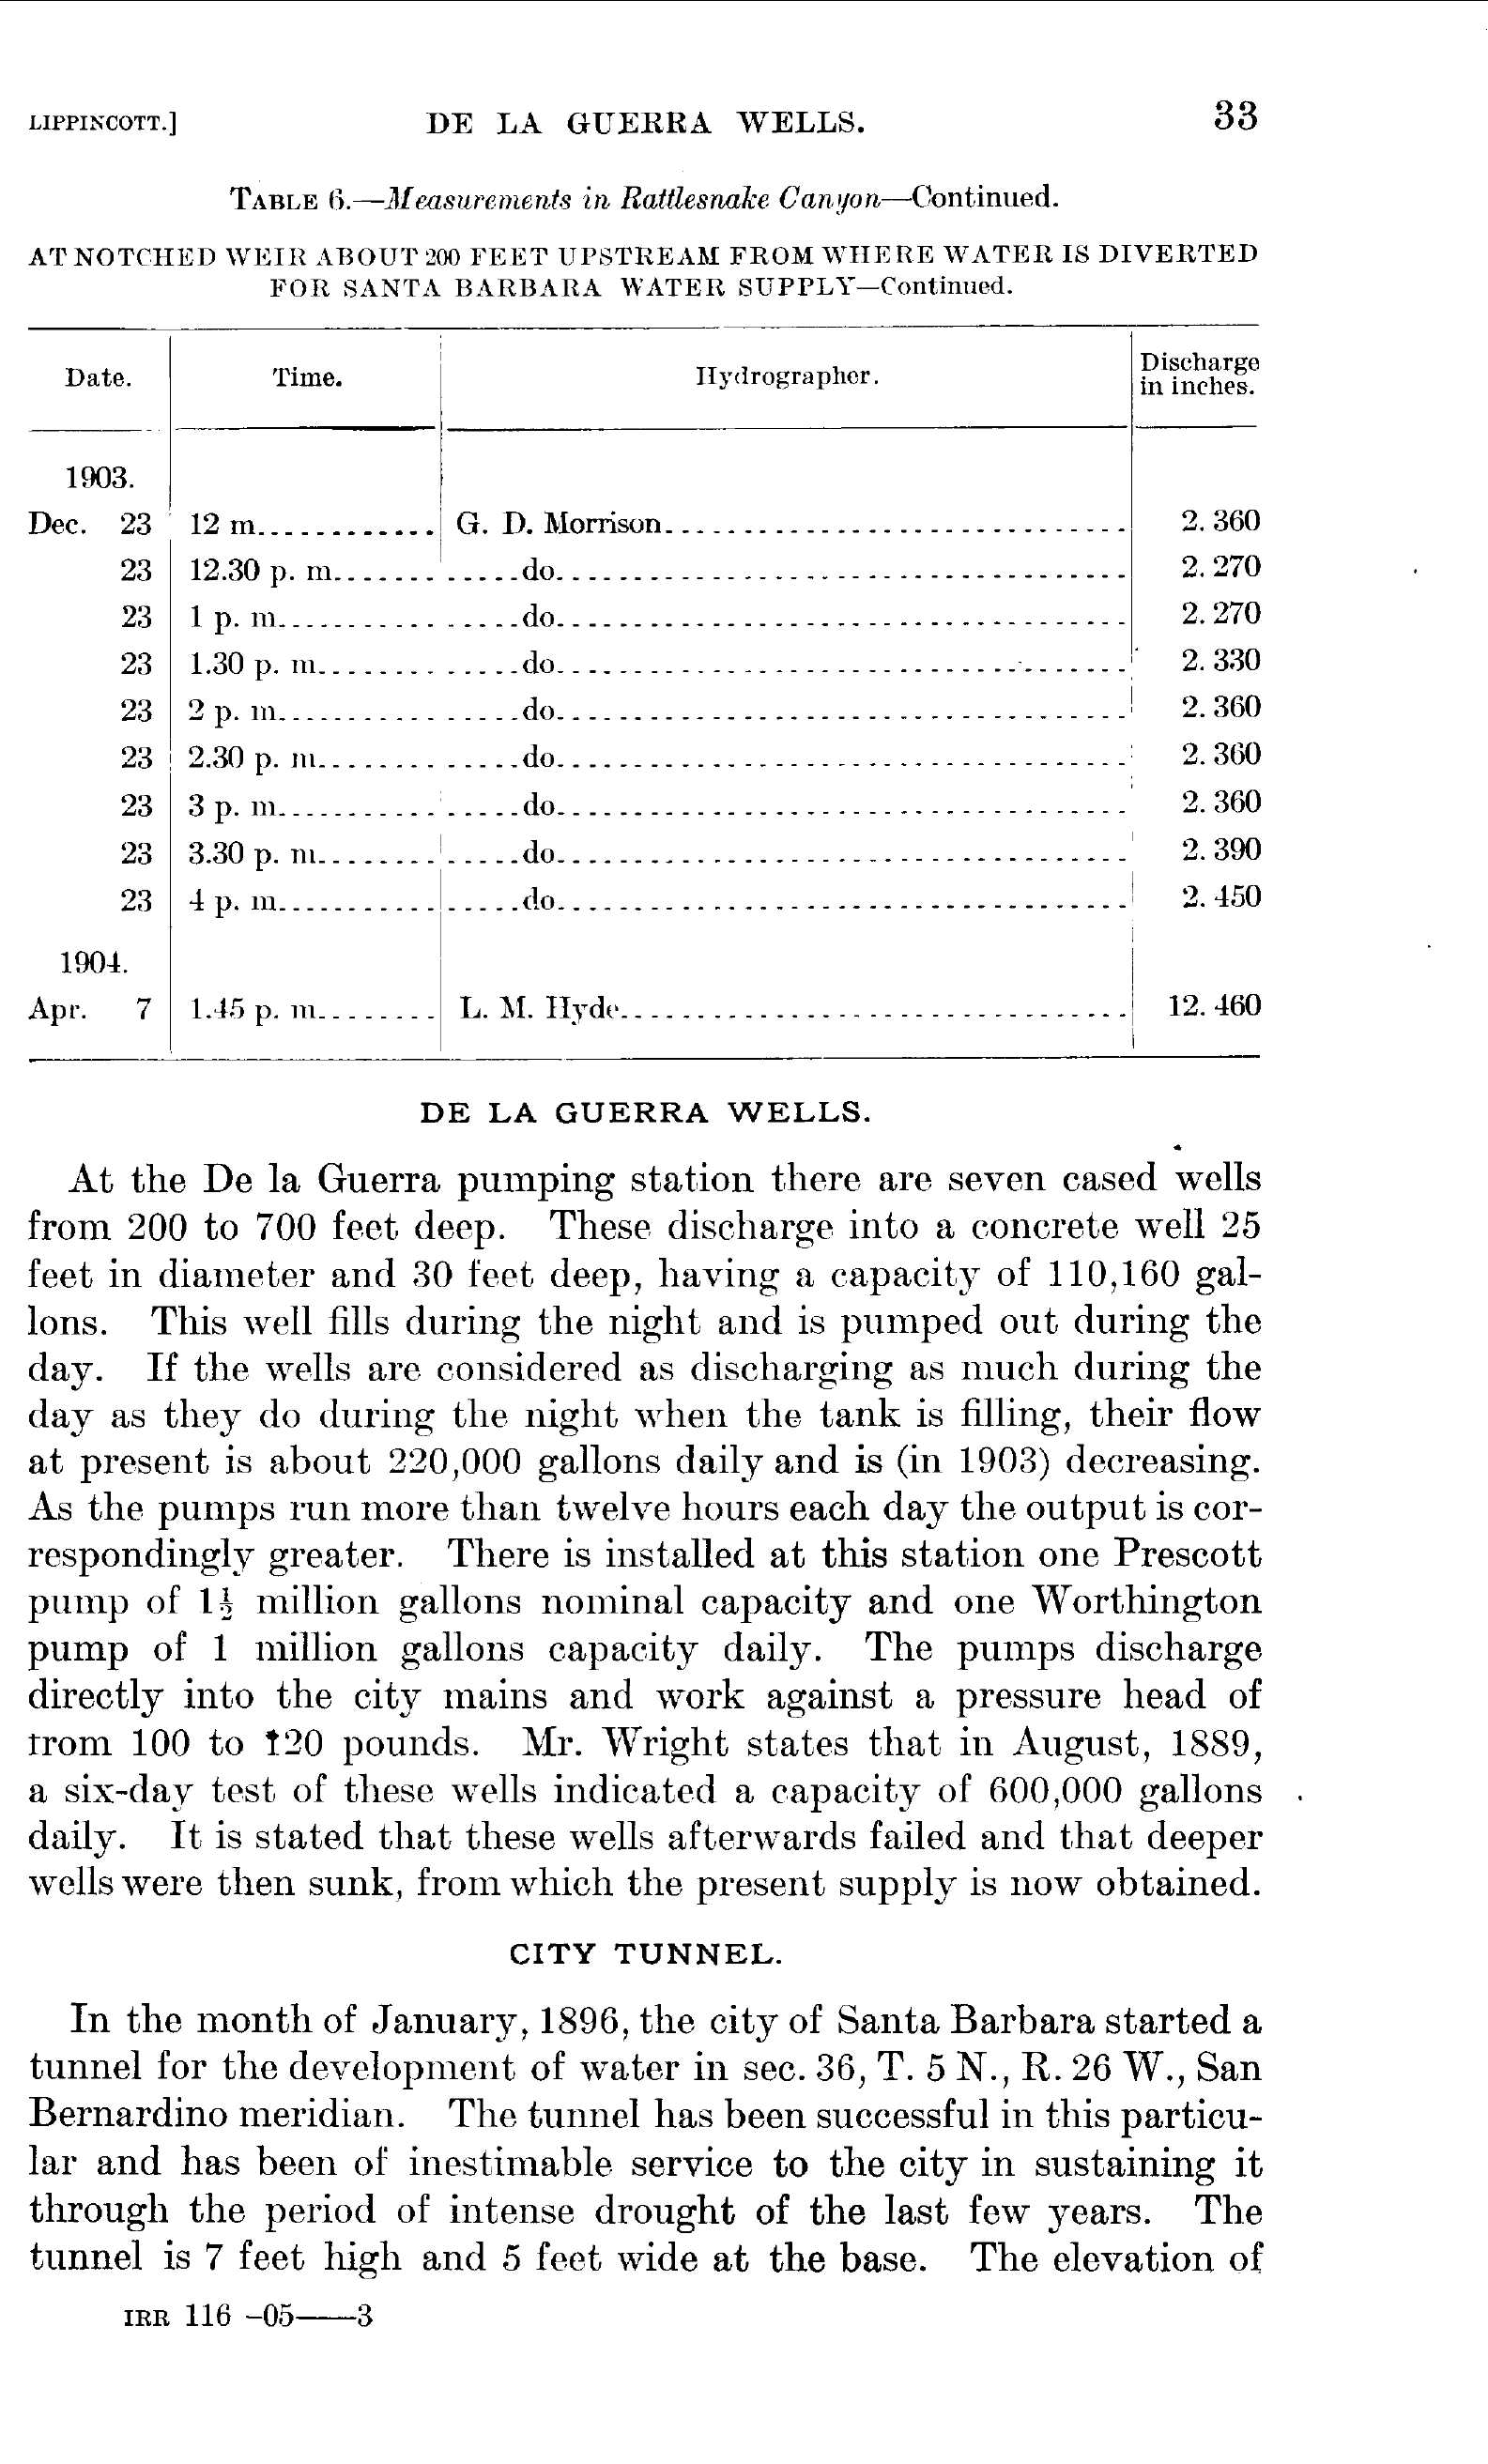 LIPPINCOTT.] DE LA GUERRA WELLS. 33
TABLE 6.—Measurements in Rattlesnake Canyon—Continued.
AT NOTCHED WEIR ABOUT 200 FEET UPSTREAM FROM WHERE WATER IS DIVERTED
FOR SANTA BARBARA WATER SUPPLY—Continued.
Date. Time. Hydrographer. Discharge in inches.
1903.
Dec. 23 12 m............. G. D. Morrison.............................. 2.360
23 12.30 p. m....... .....do..................................... 2.270
23 1 p. m........... .....do..................................... 2.270
23 1.30 p. m........ .....do..................................... 2.330
23 2 p. m........... .....do..................................... 2.360
23 2.30 p. m........ .....do..................................... 2.360
23 3 p. m........... .....do..................................... 2.360
23 3.30 p. m........ .....do..................................... 2.390
23 4 p. m........... .....do..................................... 2.450
1904.
Apr. 7 1.45 p. m........ L. M. Hyde................................. 12.460
DE LA GUERRA WELLS.
At the De la Guerra pumping station there are seven cased wells
from 200 to 700 feet deep. These discharge into a concrete well 25
feet in diameter and 30 feet deep, having a capacity of 110,160 gal-
lons. This well fills during the night and is pumped out during the
day. If the wells are considered as discharging as much during the
day as they do during the night when the tank is filling, their flow
at present is about 220,000 gallons daily and is (in 1903) decreasing.
As the pumps run more than twelve hours each day the output is cor-
respondingly greater. There is installed at this station one Prescott
pump of 1½ million gallons nominal capacity and one Worthington
pump of 1 million gallons capacity daily. The pumps discharge
directly into the city mains and work against a pressure head of
from 100 to 120 pounds. Mr. Wright states that in August, 1889,
a six-day test of these wells indicated a capacity of 600,000 gallons
daily. It is stated that these wells afterwards failed and that deeper
wells were then sunk, from which the present supply is now obtained.
CITY TUNNEL.
In the month of January, 1896, the city of Santa Barbara started a
tunnel for the development of water in sec. 36, T. 5 N., R. 26 W., San
Bernardino meridian. The tunnel has been successful in this particu-
lar and has been of inestimable service to the city in sustaining it
through the period of intense drought of the last few years. The
tunnel is 7 feet high and 5 feet wide at the base. The elevation of
IRR 116—05——3